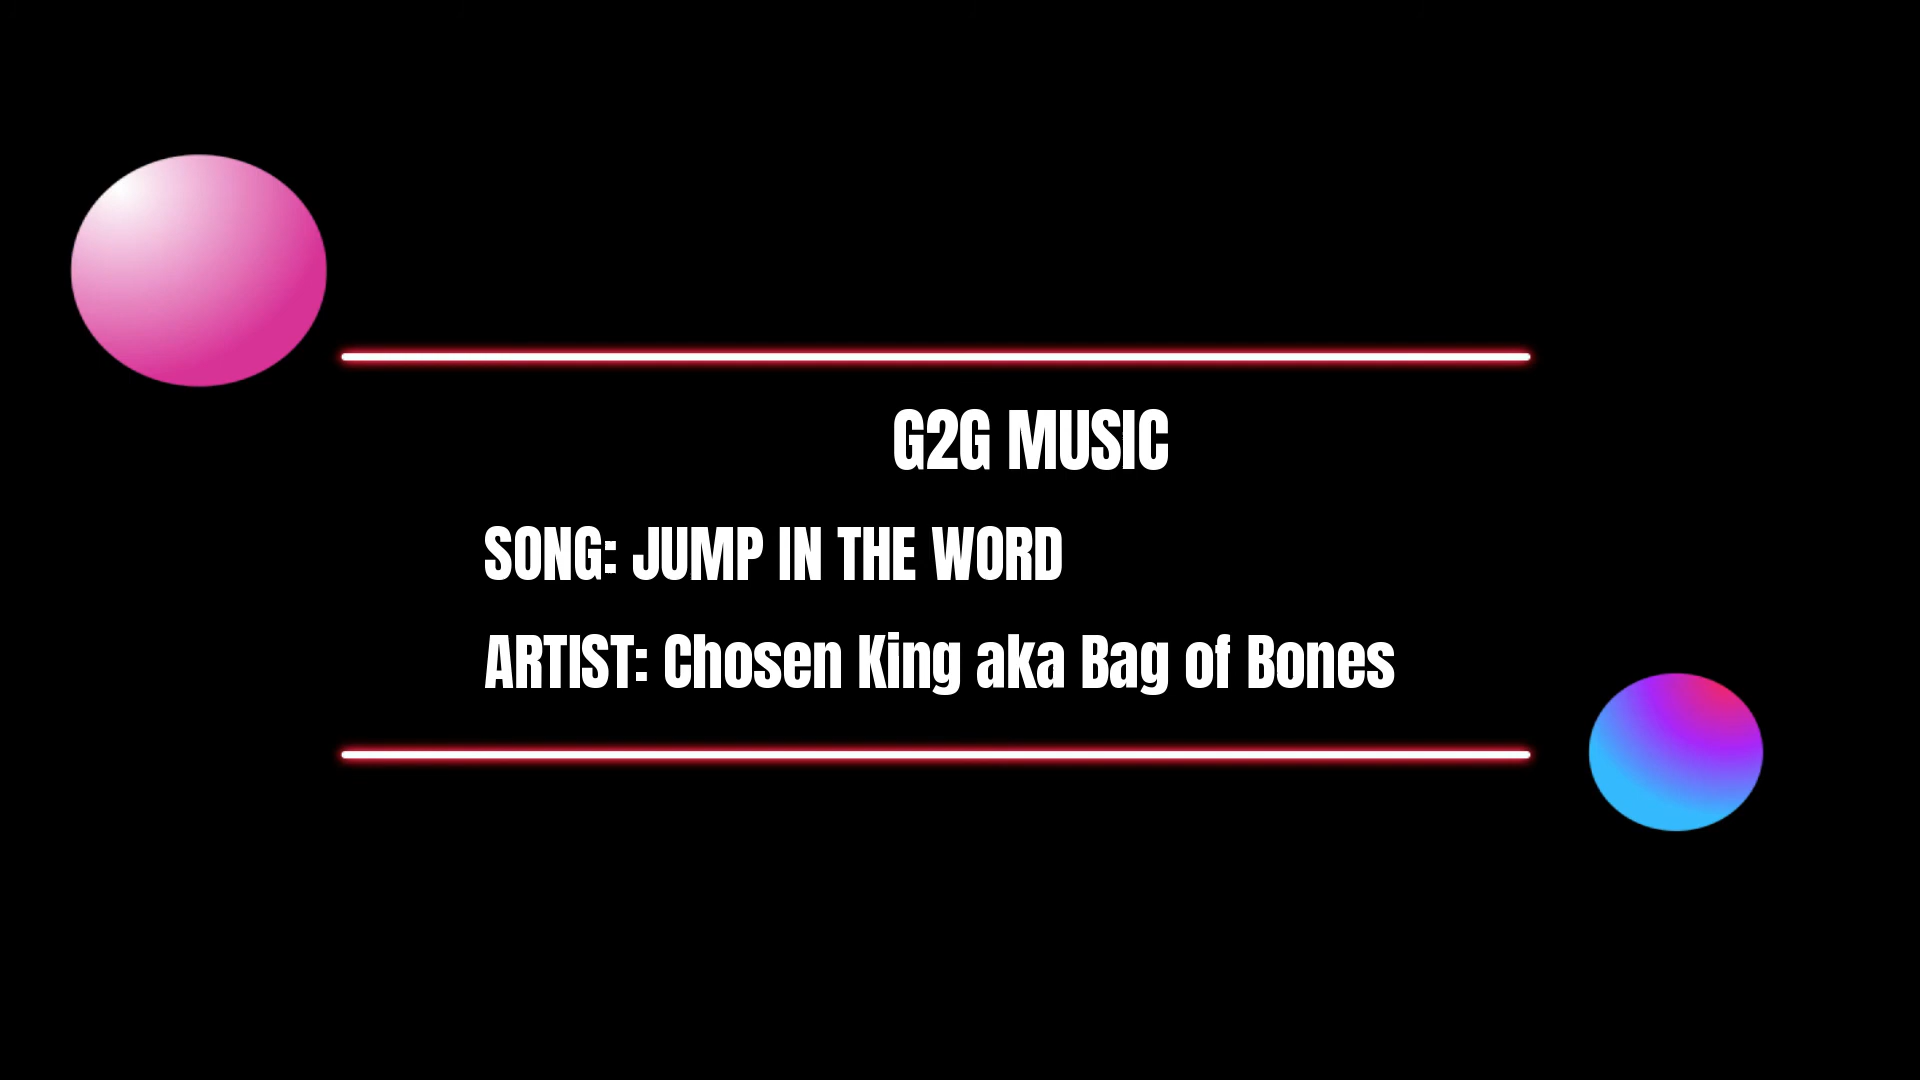 G2G MUSIC
SONG: JUMP IN THE WORD
ARTIST: Chosen King aka Bag of Bones